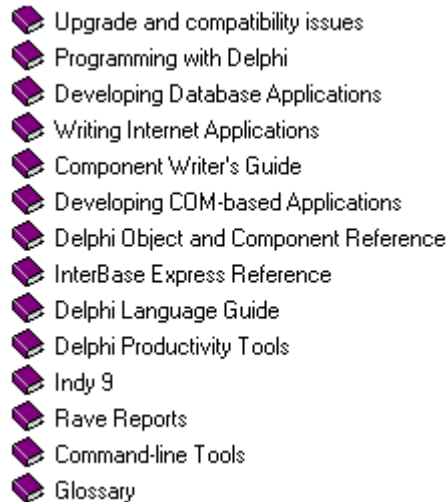 Upgrade and compatibility issues
Programming with Delphi
Developing Database Applications
Writing Internet Applications
Component Writer's Guide
Developing COM-based Applications
Delphi Object and Component Reference
InterBase Express Reference
Delphi Language Guide
Delphi Productivity Tools
Indy 9
Rave Reports
Command-line Tools
Glossary